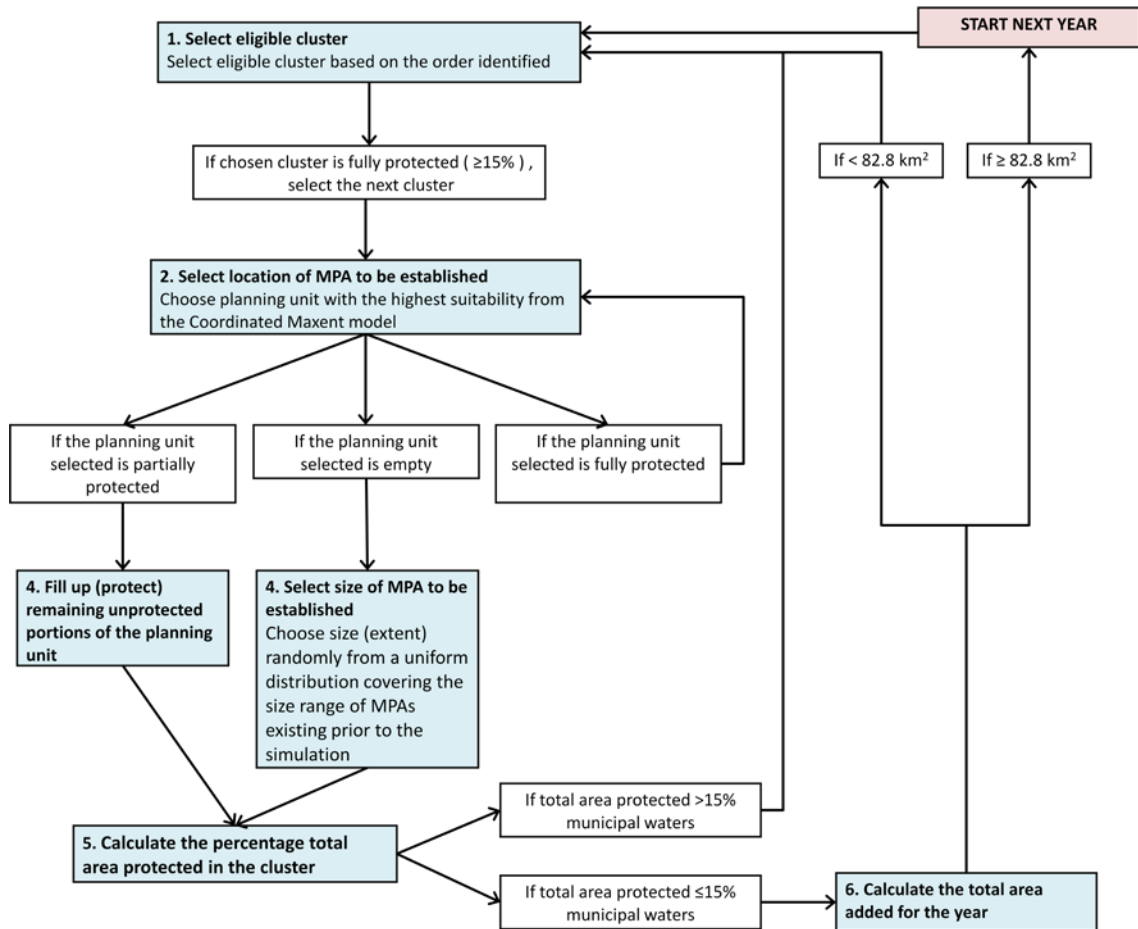 START NEXT YEAR
1. Select eligible cluster
Select eligible cluster based on the order identified
If chosen cluster is fully protected ( ≥15% ) ,
select the next cluster
If < 82.8 km²
If ≥ 82.8 km²
2. Select location of MPA to be established
Choose planning unit with the highest suitability from
the Coordinated Maxent model
If the planning unit
selected is partially
protected
If the planning unit
selected is empty
If the planning unit
selected is fully protected
4. Fill up (protect)
remaining unprotected
portions of the planning
unit
4. Select size of MPA to be
established
Choose size (extent)
randomly from a uniform
distribution covering the
size range of MPAs
existing prior to the
simulation
5. Calculate the percentage total
area protected in the cluster
If total area protected >15%
municipal waters
If total area protected ≤15%
municipal waters
6. Calculate the total area
added for the year